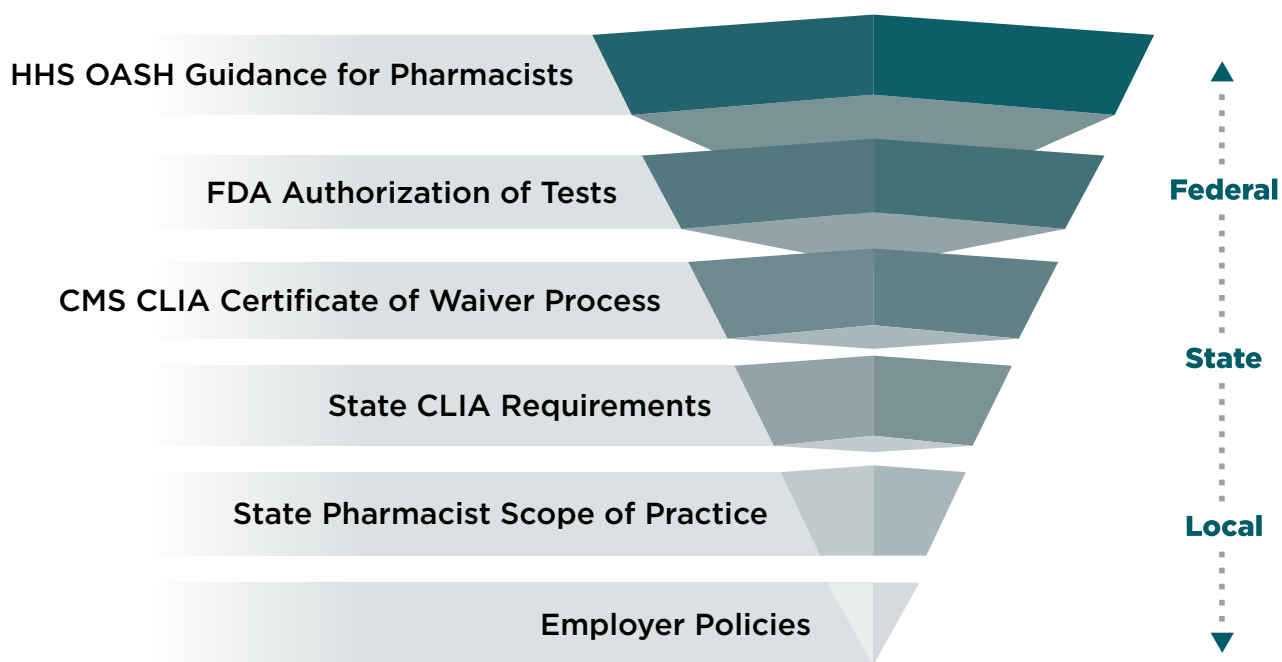 HHS OASH Guidance for Pharmacists
FDA Authorization of Tests
Federal
CMS CLIA Certificate of Waiver Process
State
State CLIA Requirements
State Pharmacist Scope of Practice
Local
Employer Policies